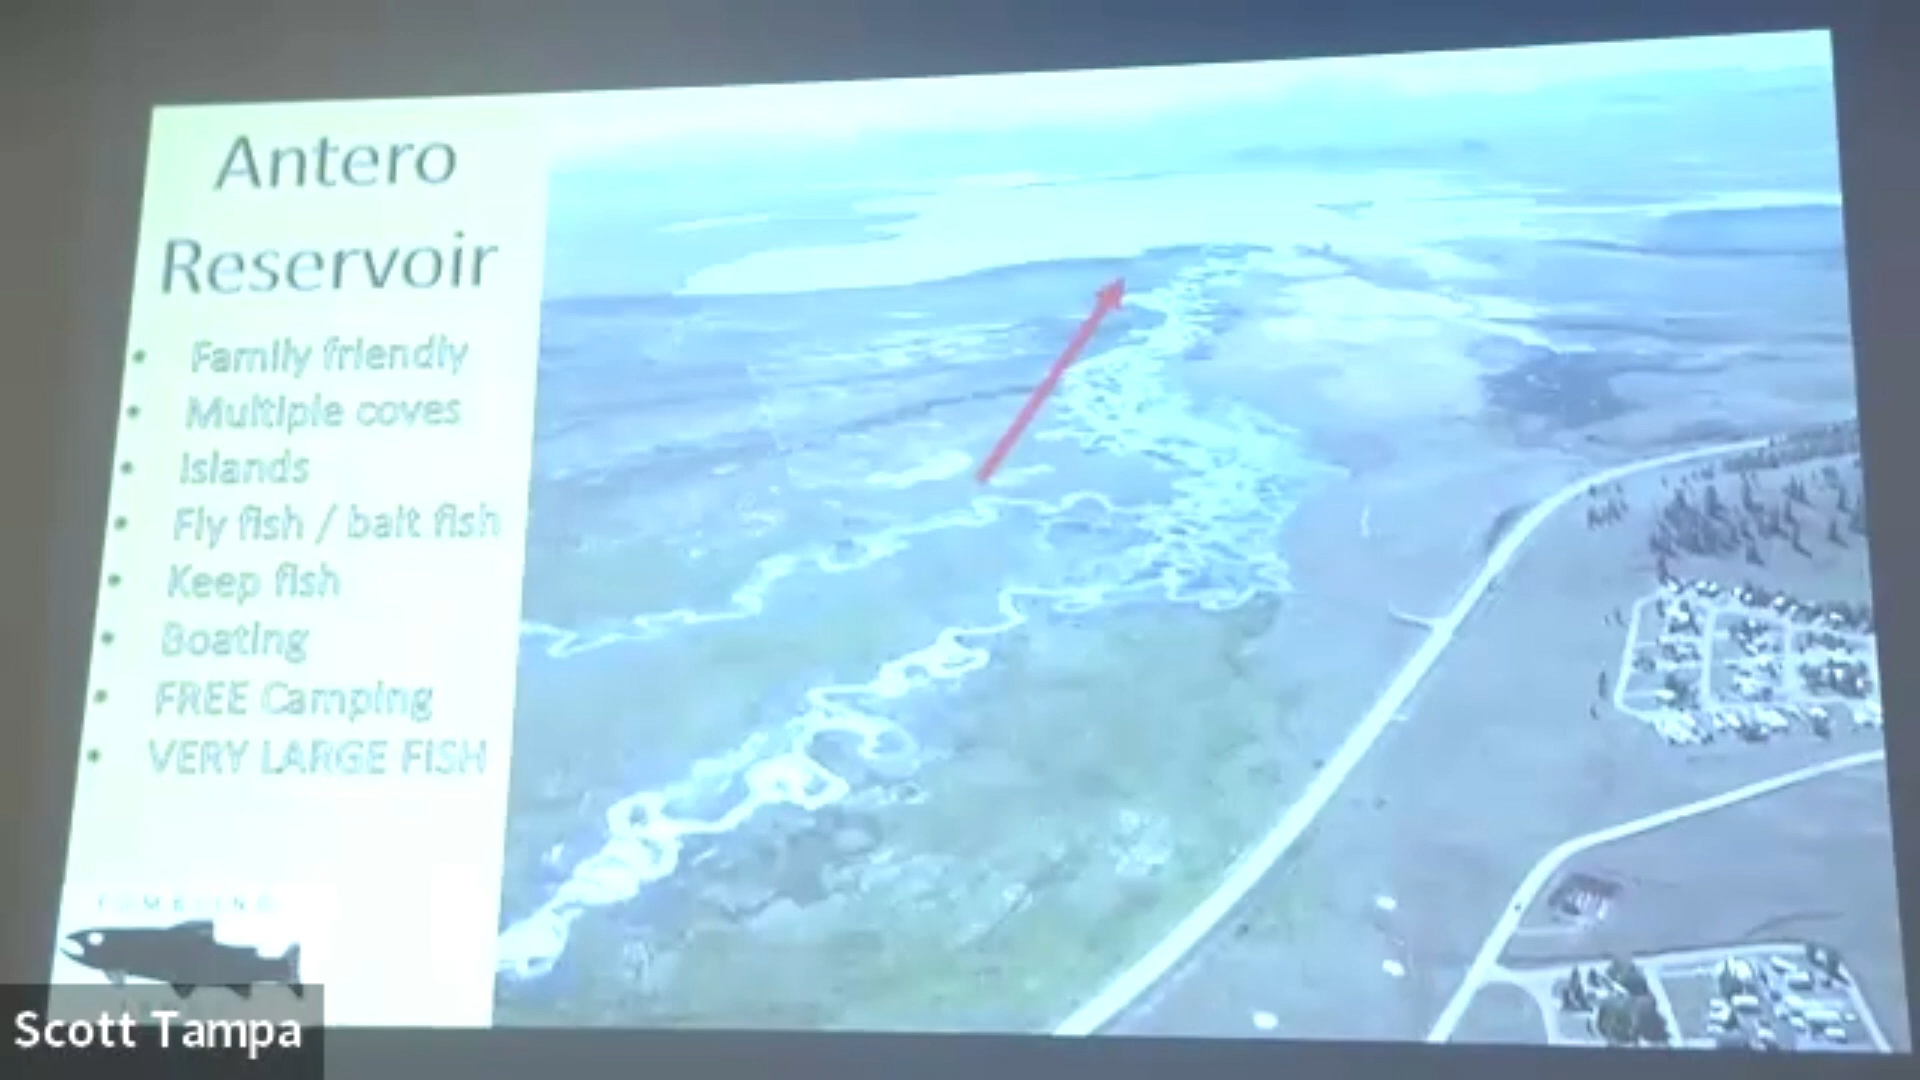 Antero
Reservoir
• Family friendly
• Multiple coves
• Islands
• Fly fish / bait fish
• Keep fish
• Boating
• FREE Camping
• VERY LARGE FISH
Scott Tampa